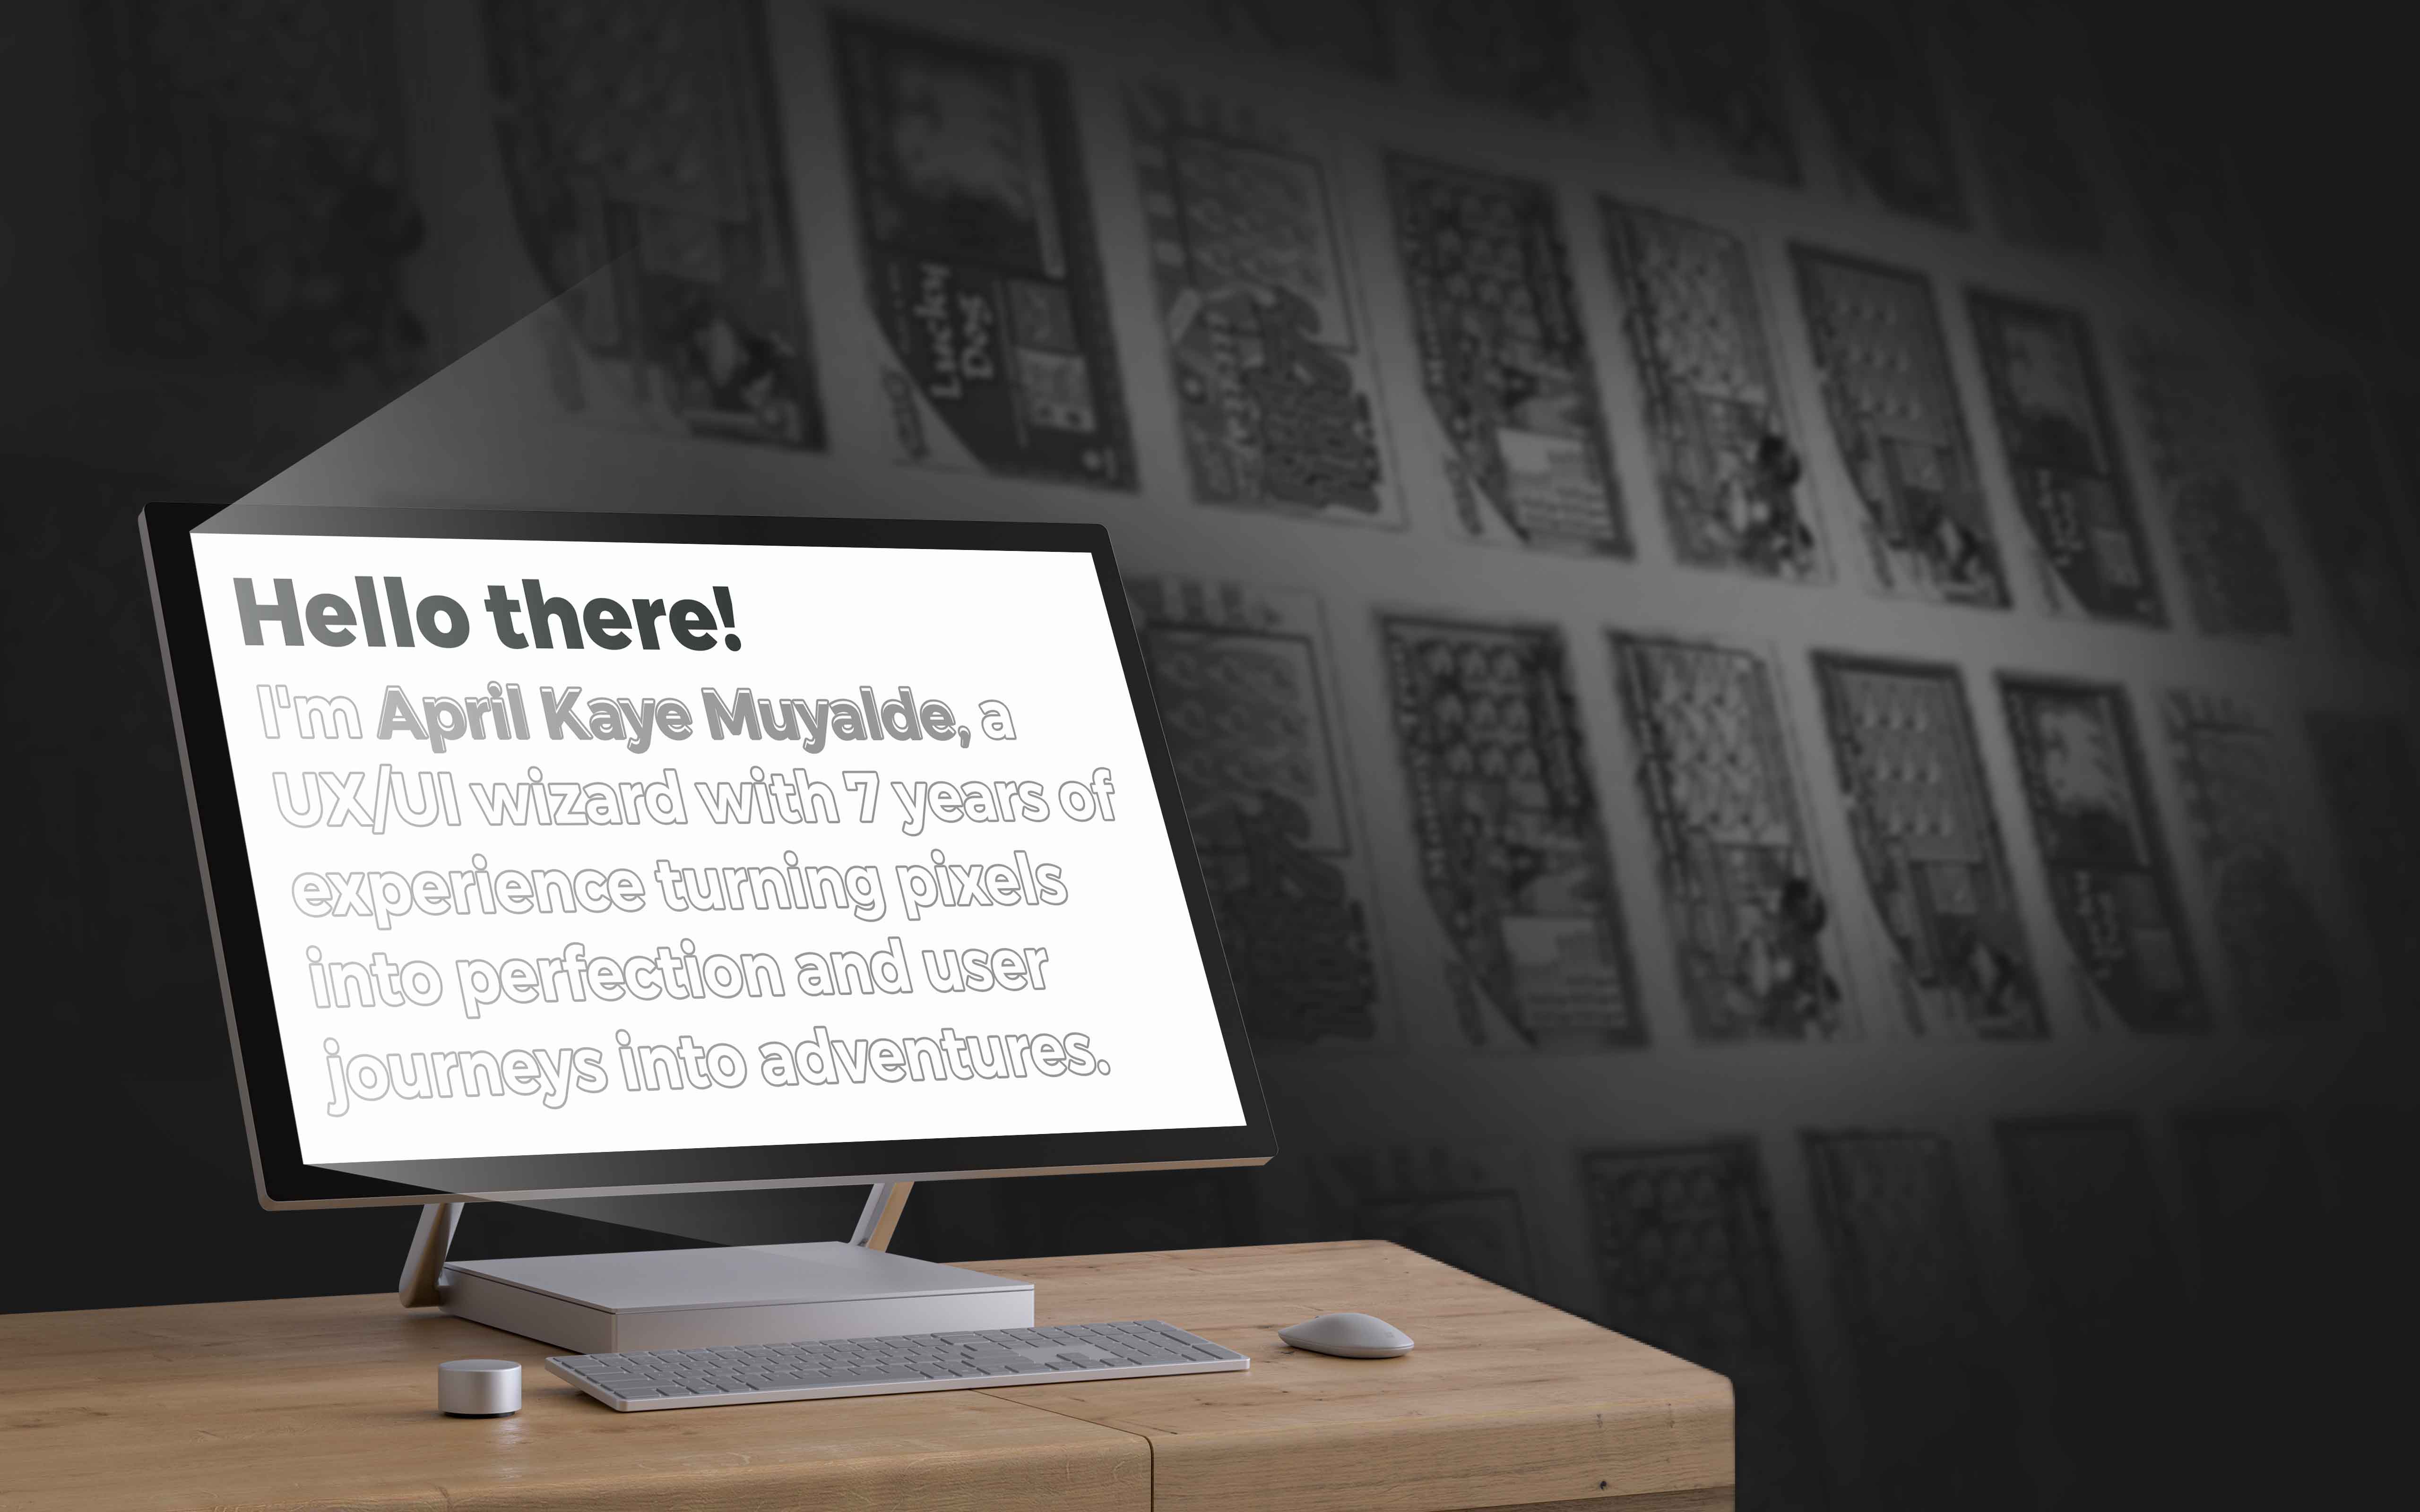 Hello there!
I'm April Kaye Muyalde, a
UX/UI wizard with 7 years of
experience turning pixels
into perfection and user
journeys into adventures.
Lucky
Dog